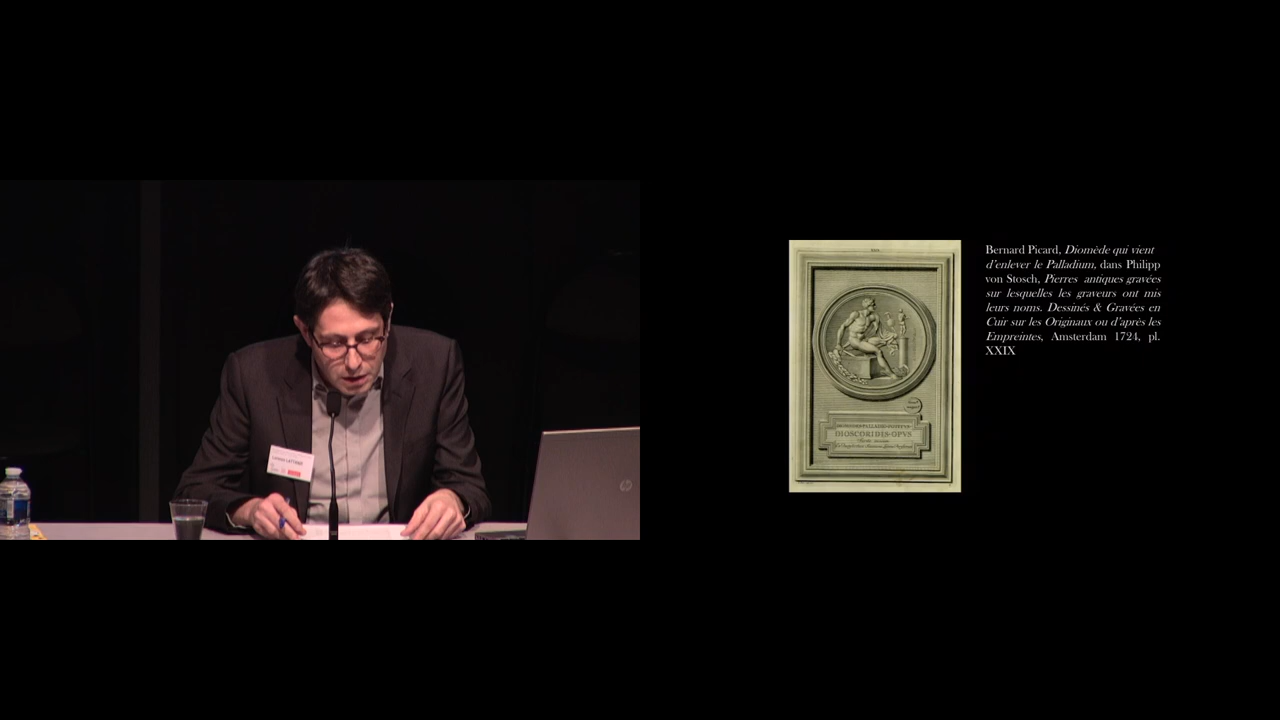 Bernard Picard, Diomède qui vient
d'enlever le Palladium, dans Philipp
von Stosch, Pierres antiques gravées
sur lesquelles les graveurs ont mis
leurs noms. Dessinés & Gravées en
Cuir sur les Originaux ou d'après les
Empreintes, Amsterdam 1724, pl.
XXIX
DIOSCORIDIS·OPVS
hp